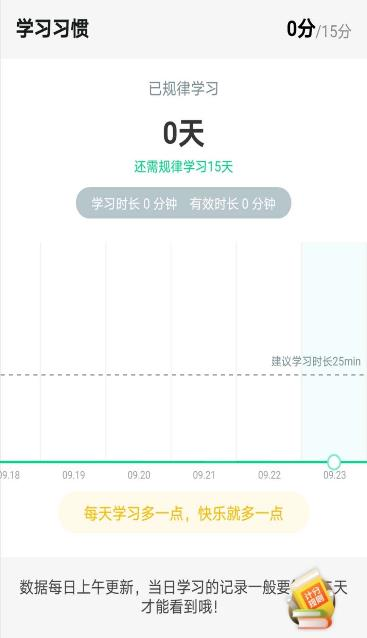 学习习惯
0分/15分
已规律学习
0天
还需规律学习15天
学习时长 0 分钟 有效时长 0 分钟
建议学习时长25min
09.18 09.19 09.20 09.21 09.22 09.23
每天学习多一点，快乐就多一点
数据每日上午更新，当日学习的记录一般要 天
才能看到哦！
计分
规则